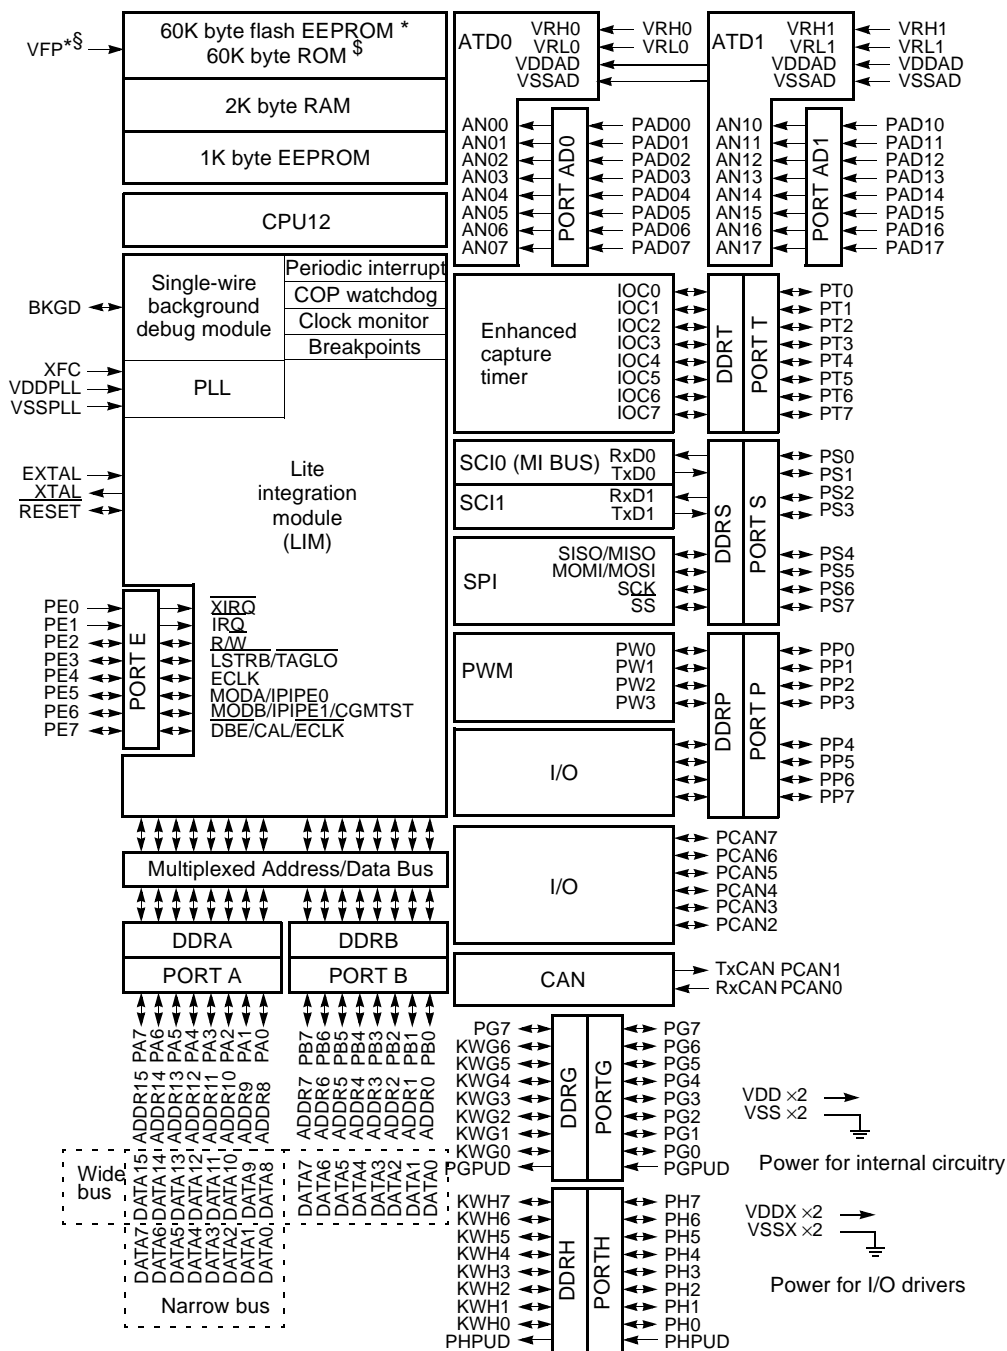 60K byte flash EEPROM *
60K byte ROM $
VFP*§
2K byte RAM
1K byte EEPROM
CPU12
Single-wire
background
debug module
Periodic interrupt
COP watchdog
Clock monitor
Breakpoints
BKGD
XFC
VDDPLL
VSSPLL
PLL
EXTAL
XTAL
RESET
Lite
integration
module
(LIM)
PE0
PE1
PE2
PE3
PE4
PE5
PE6
PE7
PORT E
XIRQ
IRQ
R/W
LSTRB/TAGLO
ECLK
MODA/IPIPE0
MODB/IPIPE1/CGMTST
DBE/CAL/ECLK
Multiplexed Address/Data Bus
DDRA
PORT A
DDRB
PORT B
PA7
PA6
PA5
PA4
PA3
PA2
PA1
PA0
PB7
PB6
PB5
PB4
PB3
PB2
PB1
PB0
ADDR15
ADDR14
ADDR13
ADDR12
ADDR11
ADDR10
ADDR9
ADDR8
ADDR7
ADDR6
ADDR5
ADDR4
ADDR3
ADDR2
ADDR1
ADDR0
Wide
bus
DATA15
DATA14
DATA13
DATA12
DATA11
DATA10
DATA9
DATA8
DATA7
DATA6
DATA5
DATA4
DATA3
DATA2
DATA1
DATA0
DATA7
DATA6
DATA5
DATA4
DATA3
DATA2
DATA1
DATA0
Narrow bus
ATD0
VRH0
VRL0
VDDAD
VSSAD
VRH0
VRL0
AN00
AN01
AN02
AN03
AN04
AN05
AN06
AN07
PORT AD0
PAD00
PAD01
PAD02
PAD03
PAD04
PAD05
PAD06
PAD07
ATD1
VRH1
VRL1
VDDAD
VSSAD
VRH1
VRL1
VDDAD
VSSAD
AN10
AN11
AN12
AN13
AN14
AN15
AN16
AN17
PORT AD1
PAD10
PAD11
PAD12
PAD13
PAD14
PAD15
PAD16
PAD17
Enhanced
capture
timer
IOC0
IOC1
IOC2
IOC3
IOC4
IOC5
IOC6
IOC7
DDRT
PORT T
PT0
PT1
PT2
PT3
PT4
PT5
PT6
PT7
SCI0 (MI BUS)
RxD0
TxD0
SCI1
RxD1
TxD1
SPI
SISO/MISO
MOMI/MOSI
SCK
SS
DDRS
PORT S
PS0
PS1
PS2
PS3
PS4
PS5
PS6
PS7
PWM
PW0
PW1
PW2
PW3
I/O
DDRP
PORT P
PP0
PP1
PP2
PP3
PP4
PP5
PP6
PP7
I/O
PCAN7
PCAN6
PCAN5
PCAN4
PCAN3
PCAN2
CAN
TxCAN PCAN1
RxCAN PCAN0
PG7
KWG6
KWG5
KWG4
KWG3
KWG2
KWG1
KWG0
PGPUD
DDRG
PORTG
PG7
PG6
PG5
PG4
PG3
PG2
PG1
PG0
PGPUD
KWH7
KWH6
KWH5
KWH4
KWH3
KWH2
KWH1
KWH0
PHPUD
DDRH
PORTH
PH7
PH6
PH5
PH4
PH3
PH2
PH1
PH0
PHPUD
VDD ×2
VSS ×2
Power for internal circuitry
VDDX ×2
VSSX ×2
Power for I/O drivers